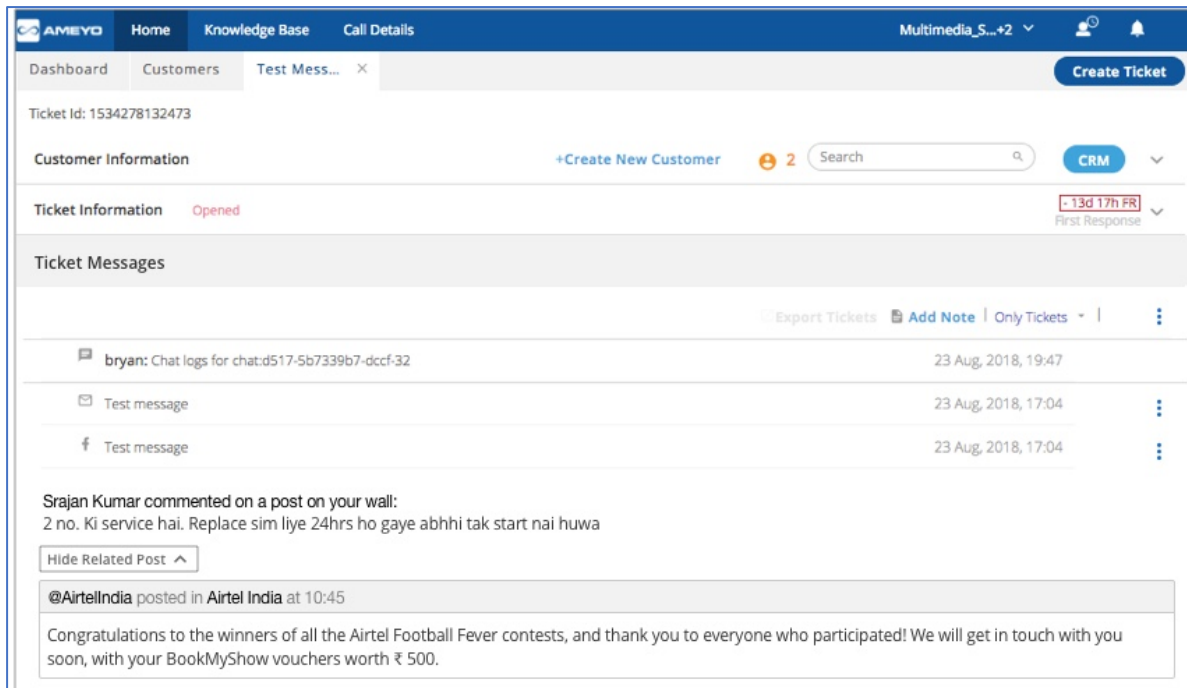 AMEYO Home Knowledge Base Call Details Multimedia_S...+2
Dashboard Customers Test Mess... × Create Ticket
Ticket Id: 1534278132473
Customer Information +Create New Customer 2 Search CRM
Ticket Information Opened - 13d 17h FR
First Response
Ticket Messages
Export Tickets Add Note | Only Tickets |
bryan: Chat logs for chat:d517-5b7339b7-dccf-32 23 Aug, 2018, 19:47
Test message 23 Aug, 2018, 17:04
f Test message 23 Aug, 2018, 17:04
Srajan Kumar commented on a post on your wall:
2 no. Ki service hai. Replace sim liye 24hrs ho gaye abhhi tak start nai huwa
Hide Related Post
@AirtelIndia posted in Airtel India at 10:45
Congratulations to the winners of all the Airtel Football Fever contests, and thank you to everyone who participated! We will get in touch with you
soon, with your BookMyShow vouchers worth ₹ 500.